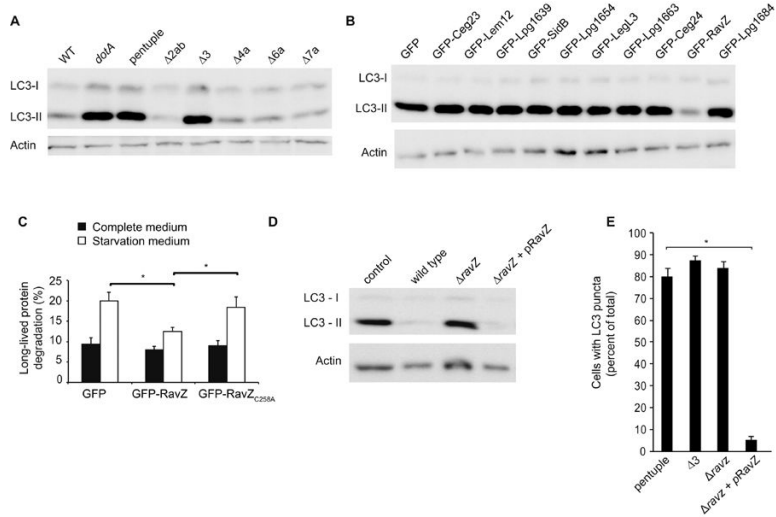 A
WT dotA pentuple Δ2ab Δ3 Δ4a Δ6a Δ7a
LC3-I
LC3-II
Actin
B
GFP GFP-Ceg23 GFP-Lem12 GFP-Lpg1639 GFP-SidB GFP-Lpg1654 GFP-LegL3 GFP-Lpg1663 GFP-Ceg24 GFP-RavZ GFP-Lpg1684
LC3-I
LC3-II
Actin
C
Complete medium
Starvation medium
Long-lived protein
degradation (%)
25
20
15
10
5
0
* *
GFP GFP-RavZ GFP-RavZC258A
D
control wild type ΔravZ ΔravZ + pRavZ
LC3 - I
LC3 - II
Actin
E
Cells with LC3 puncta
(percent of total)
100
90
80
70
60
50
40
30
20
10
0
*
pentuple Δ3 Δravz Δravz + pRavZ